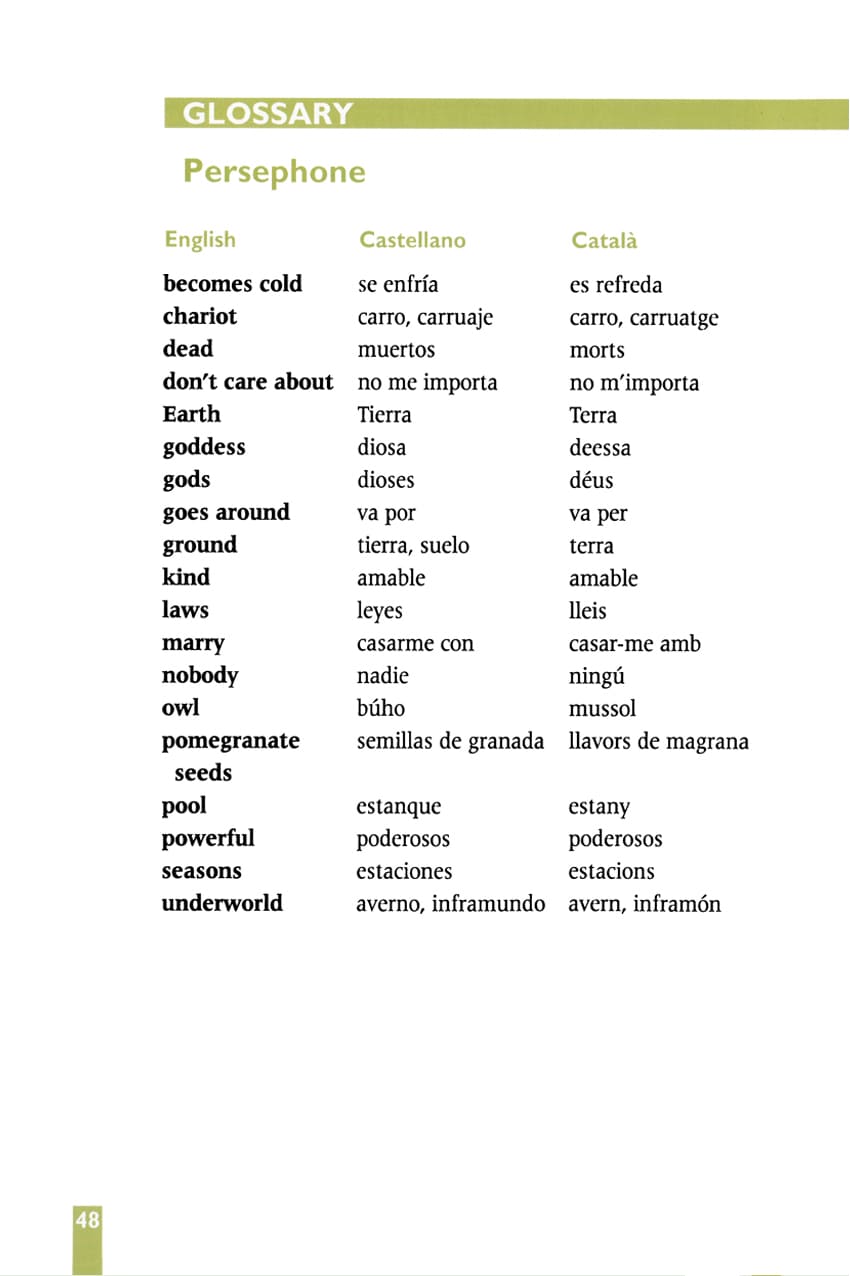 GLOSSARY
Persephone
English Castellano Català
becomes cold se enfría es refreda
chariot carro, carruaje carro, carruatge
dead muertos morts
don't care about no me importa no m'importa
Earth Tierra Terra
goddess diosa deessa
gods dioses déus
goes around va por va per
ground tierra, suelo terra
kind amable amable
laws leyes lleis
marry casarme con casar-me amb
nobody nadie ningú
owl búho mussol
pomegranate semillas de granada llavors de magrana
seeds
pool estanque estany
powerful poderosos poderosos
seasons estaciones estacions
underworld averno, inframundo avern, inframón
48